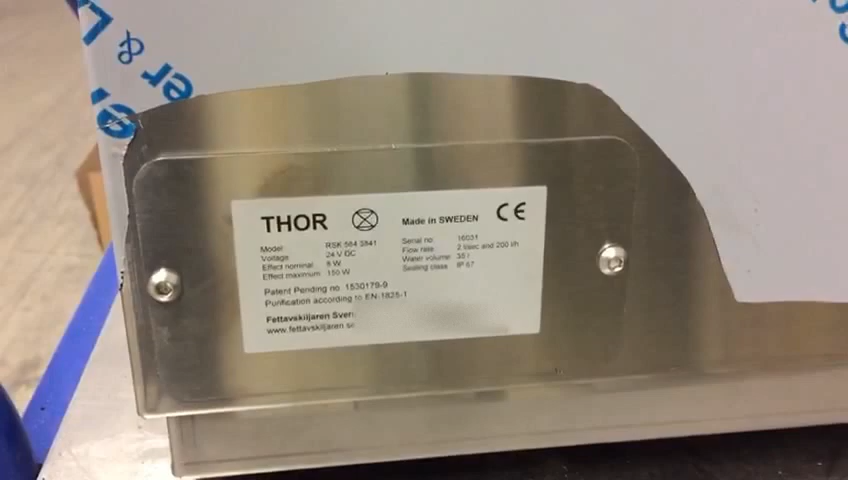 THOR
Made in SWEDEN
CE
Model RSK 564 3841
Voltage 24 V DC
Effect nominal 8 W
Effect maximum 150 W
Serial no: 16031
Flow rate: 2 l/sec and 200 l/h
Water volume: 35 l
Sealing class: IP 67
Patent Pending no. 1530179-9
Purification according to EN-1825-1
Fettavskiljaren
www.fettavskiljaren.se
&
er